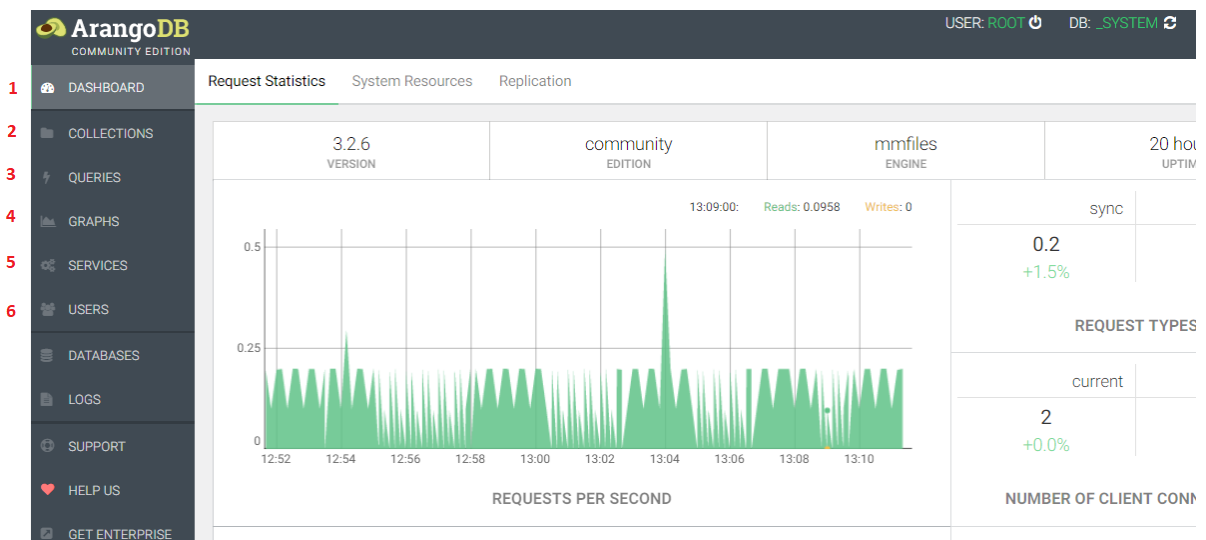 ArangoDB
COMMUNITY EDITION
USER: ROOT DB: _SYSTEM
1 DASHBOARD
2 COLLECTIONS
3 QUERIES
4 GRAPHS
5 SERVICES
6 USERS
DATABASES
LOGS
SUPPORT
HELP US
GET ENTERPRISE
Request Statistics System Resources Replication
3.2.6
VERSION
community
EDITION
mmfiles
ENGINE
20 hou
UPTIM
13:09:00: Reads: 0.0958 Writes: 0
0.5
0.25
0
12:52 12:54 12:56 12:58 13:00 13:02 13:04 13:06 13:08 13:10
REQUESTS PER SECOND
sync
0.2
+1.5%
REQUEST TYPES
current
2
+0.0%
NUMBER OF CLIENT CONN